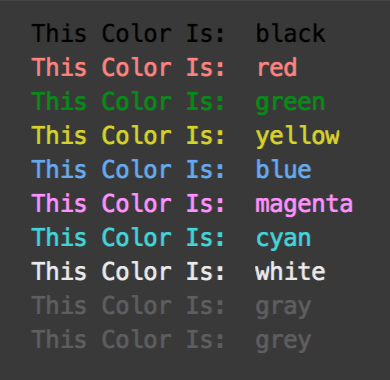 This Color Is:  black
This Color Is:  red
This Color Is:  green
This Color Is:  yellow
This Color Is:  blue
This Color Is:  magenta
This Color Is:  cyan
This Color Is:  white
This Color Is:  gray
This Color Is:  grey